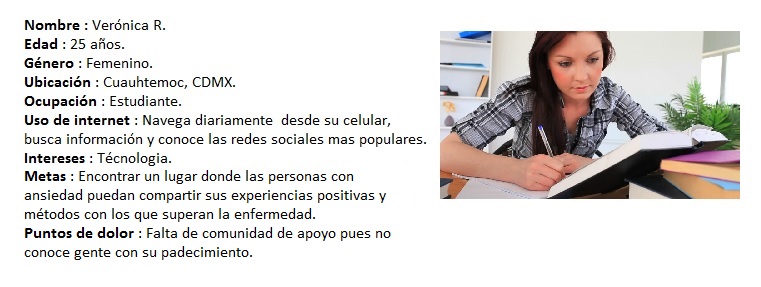 Nombre : Verónica R.
Edad : 25 años.
Género : Femenino.
Ubicación : Cuauhtemoc, CDMX.
Ocupación : Estudiante.
Uso de internet : Navega diariamente  desde su celular,
busca información y conoce las redes sociales mas populares.
Intereses : Técnologia.
Metas : Encontrar un lugar donde las personas con
ansiedad puedan compartir sus experiencias positivas y
métodos con los que superan la enfermedad.
Puntos de dolor : Falta de comunidad de apoyo pues no
conoce gente con su padecimiento.